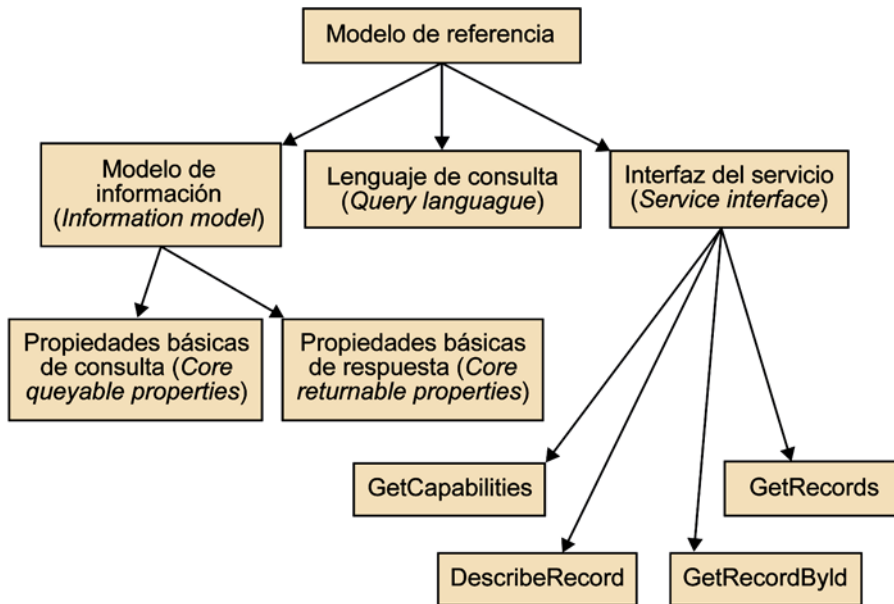 Modelo de referencia
Modelo de
información
(Information model)
Lenguaje de consulta
(Query languague)
Interfaz del servicio
(Service interface)
Propiedades básicas
de consulta (Core
queyable properties)
Propiedades básicas
de respuesta (Core
returnable properties)
GetCapabilities
GetRecords
DescribeRecord
GetRecordById